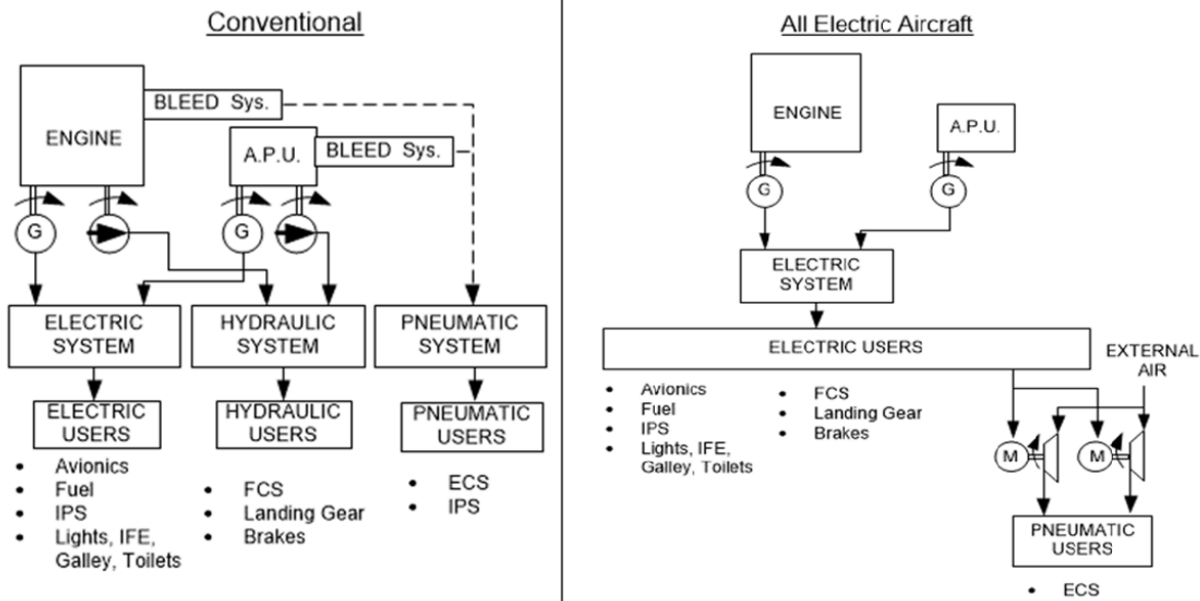 Conventional
BLEED Sys.
ENGINE
A.P.U.
BLEED Sys.
G
G
ELECTRIC
SYSTEM
HYDRAULIC
SYSTEM
PNEUMATIC
SYSTEM
ELECTRIC
USERS
HYDRAULIC
USERS
PNEUMATIC
USERS
• Avionics
• Fuel
• IPS
• Lights, IFE,
Galley, Toilets
• FCS
• Landing Gear
• Brakes
• ECS
• IPS
All Electric Aircraft
ENGINE
A.P.U.
G
G
ELECTRIC
SYSTEM
ELECTRIC USERS
EXTERNAL
AIR
• Avionics
• Fuel
• IPS
• Lights, IFE,
Galley, Toilets
• FCS
• Landing Gear
• Brakes
M
M
PNEUMATIC
USERS
• ECS